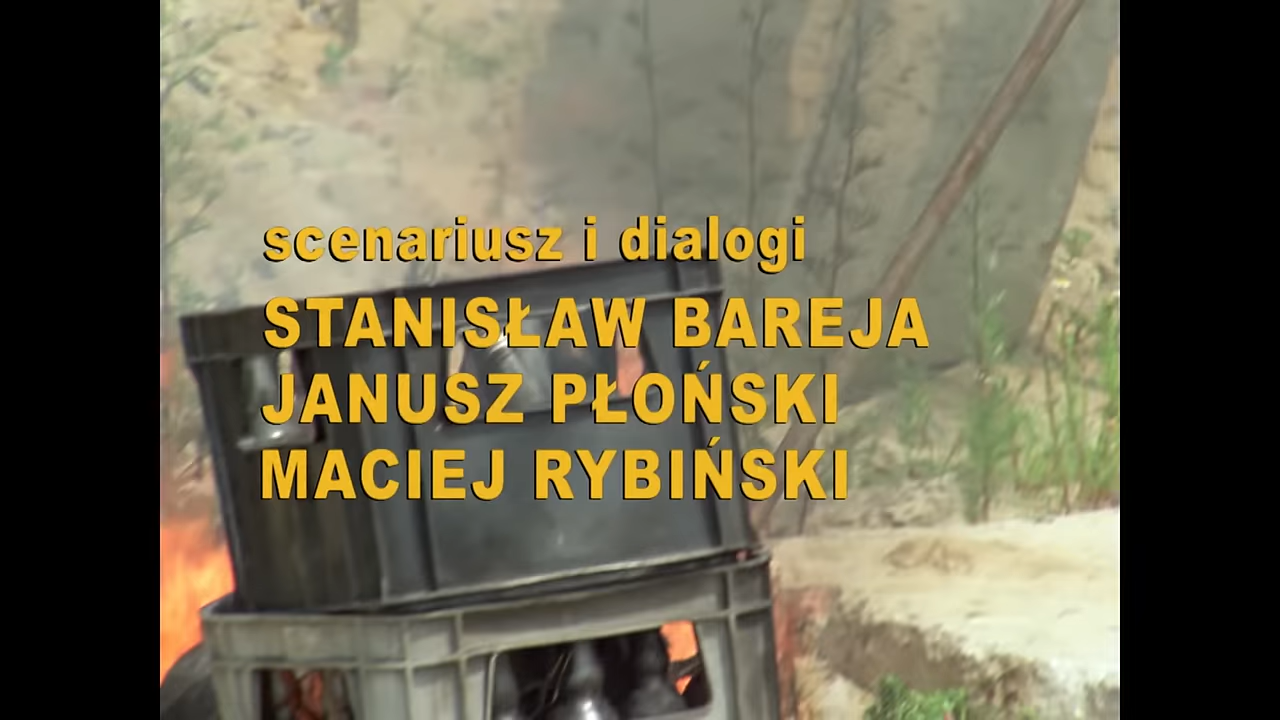 scenariusz i dialogi
STANISŁAW BAREJA
JANUSZ PŁOŃSKI
MACIEJ RYBIŃSKI